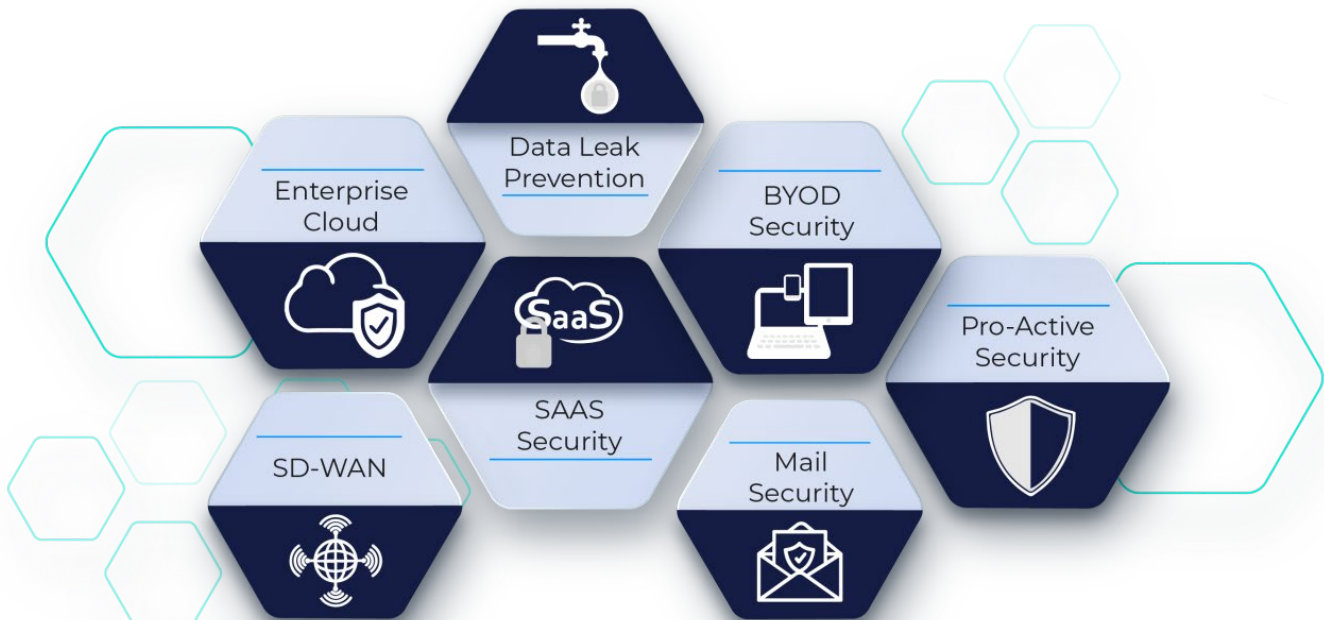 Data Leak
Prevention
Enterprise
Cloud
BYOD
Security
SaaS
SAAS
Security
Pro-Active
Security
SD-WAN
Mail
Security